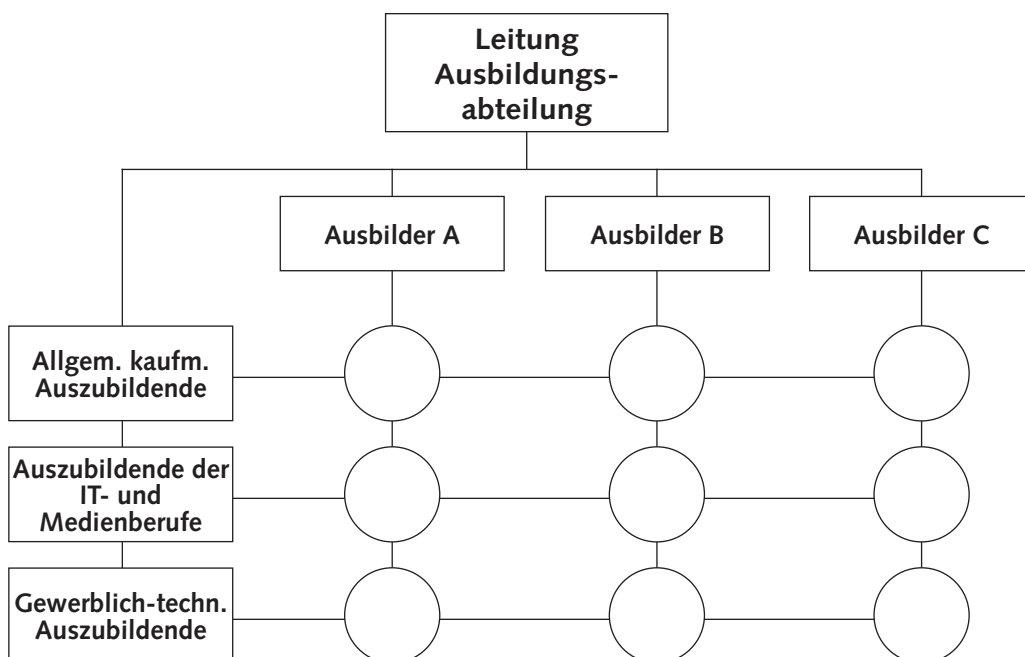 Leitung
Ausbildungs-
abteilung
Ausbilder A
Ausbilder B
Ausbilder C
Allgem. kaufm.
Auszubildende
Auszubildende der
IT- und
Medienberufe
Gewerblich-techn.
Auszubildende